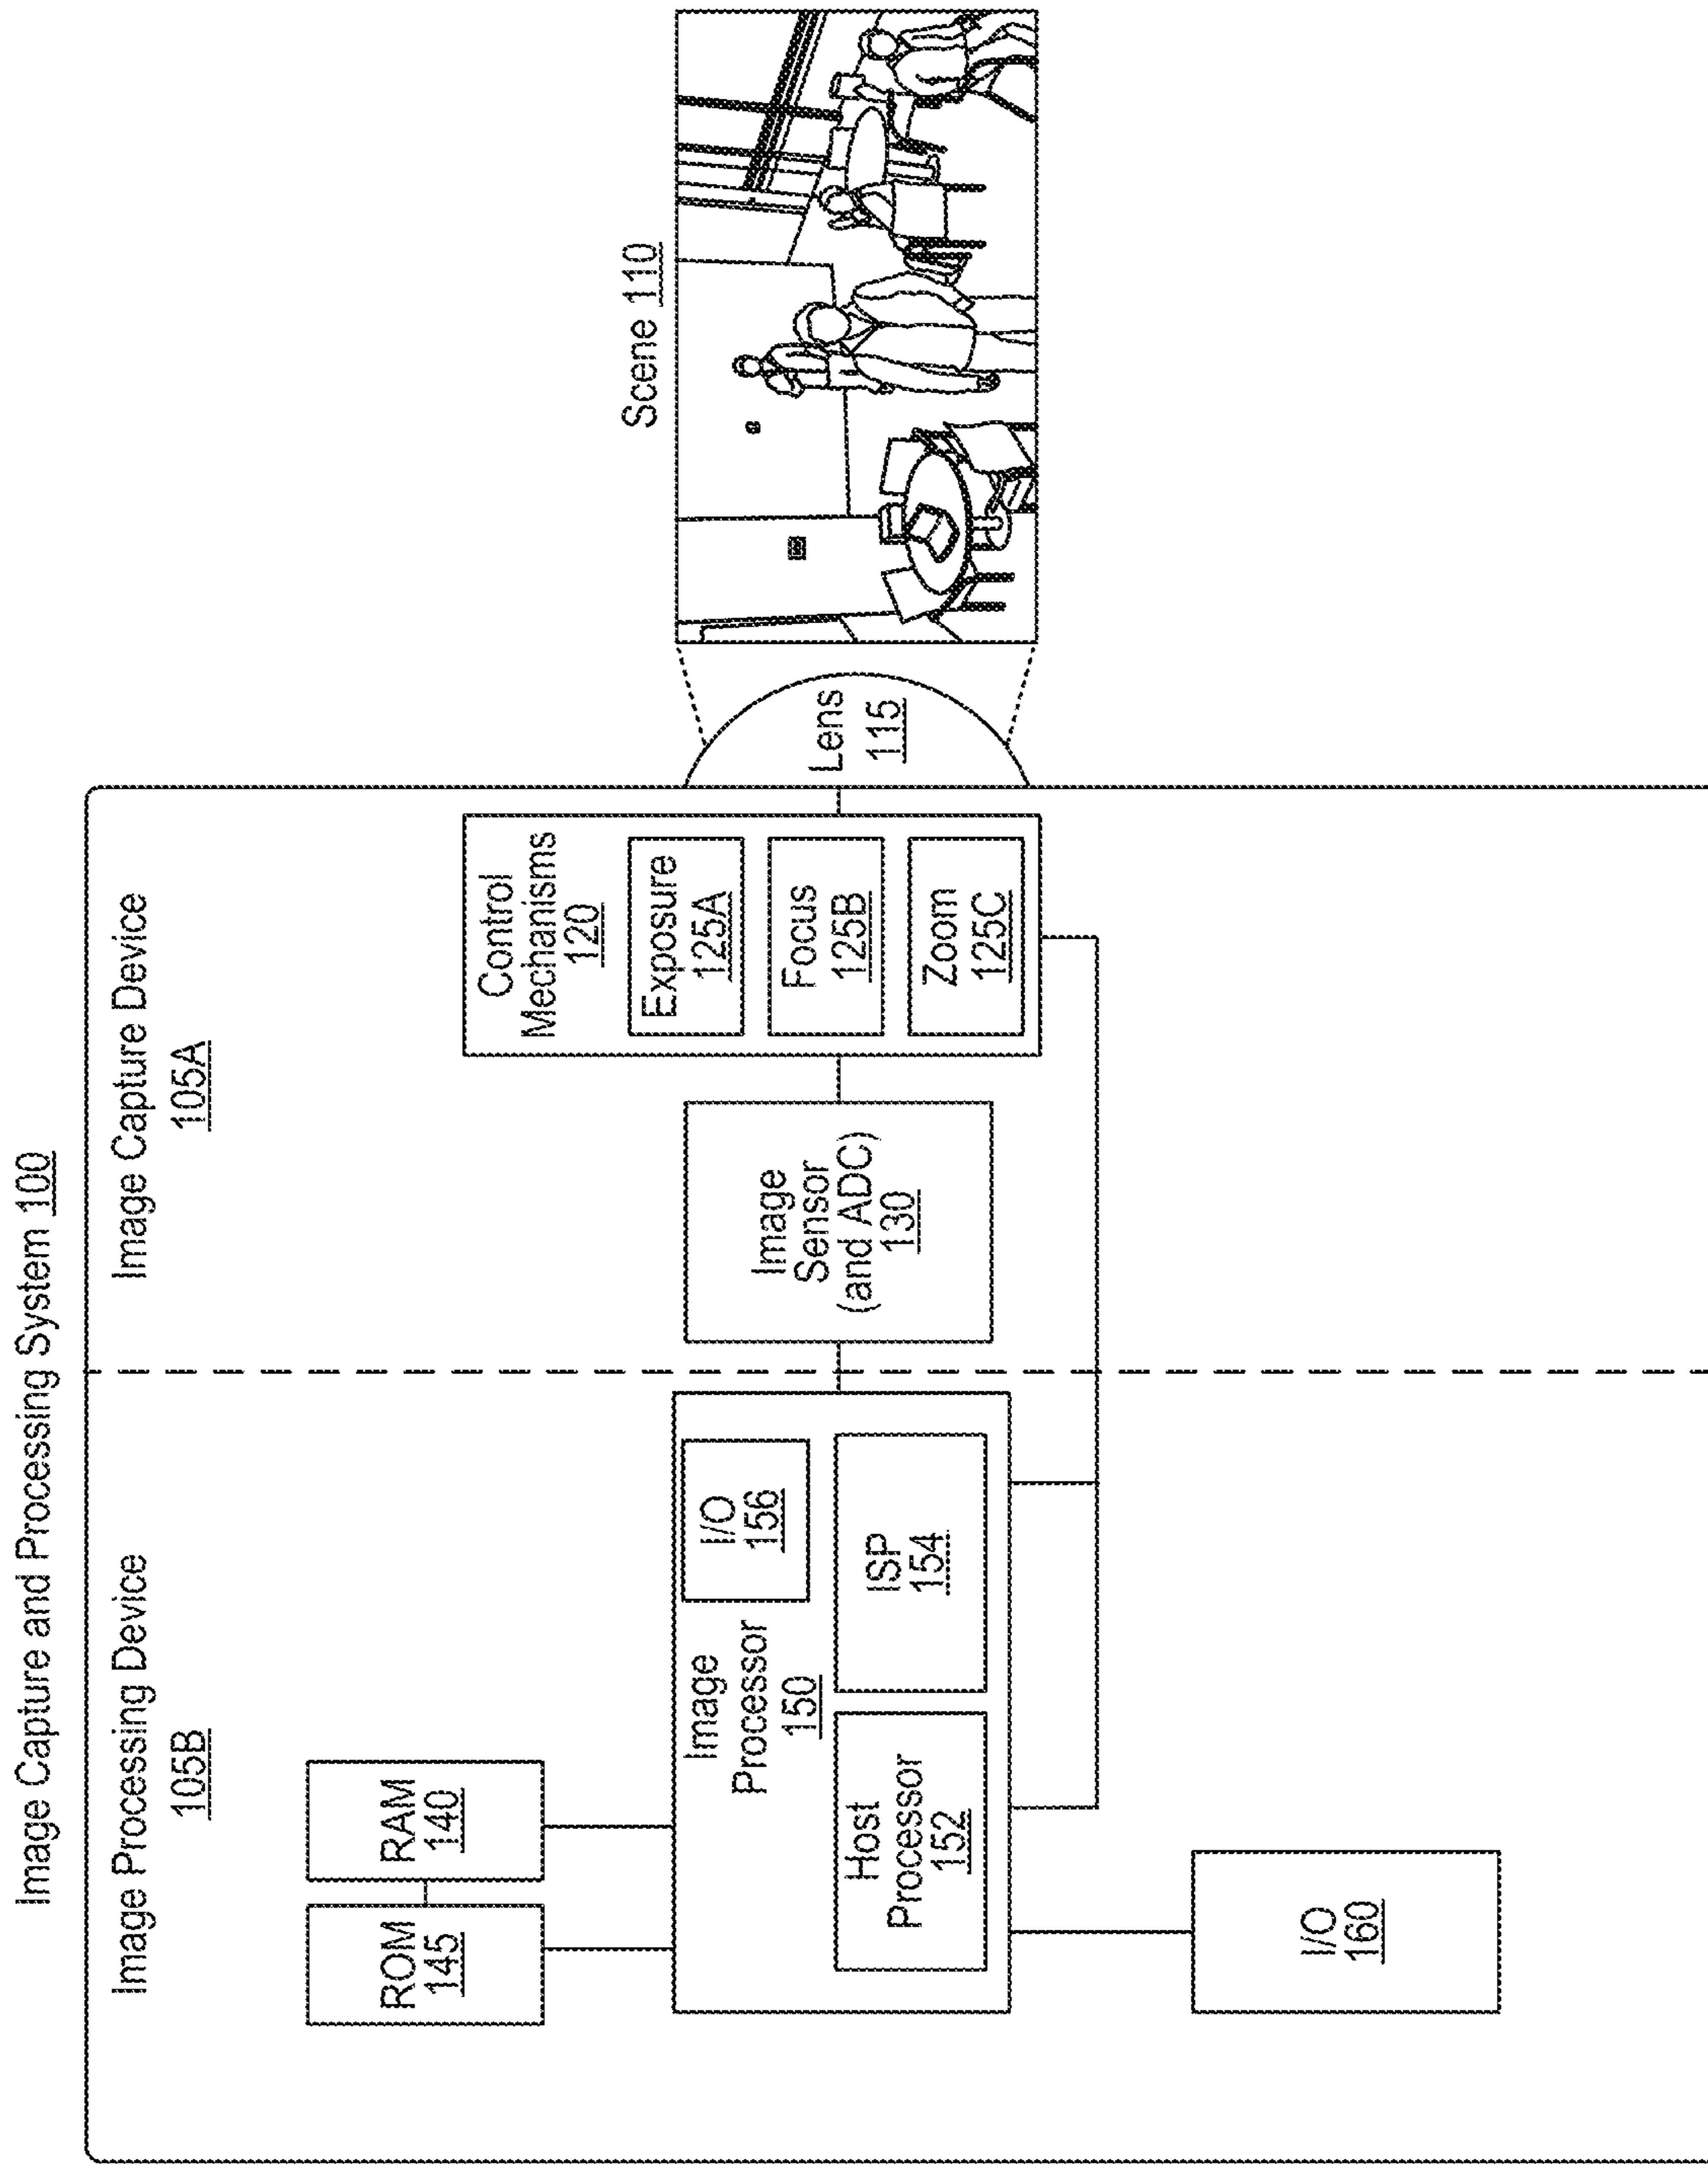 Image Capture and Processing System 100
Image Processing Device
105B
Image Capture Device
105A
ROM
145
RAM
140
Image
Processor
150
I/O
156
Host
Processor
152
ISP
154
I/O
160
Image
Sensor
(and ADC)
130
Control
Mechanisms
120
Exposure
125A
Focus
125B
Zoom
125C
Lens
115
Scene 110